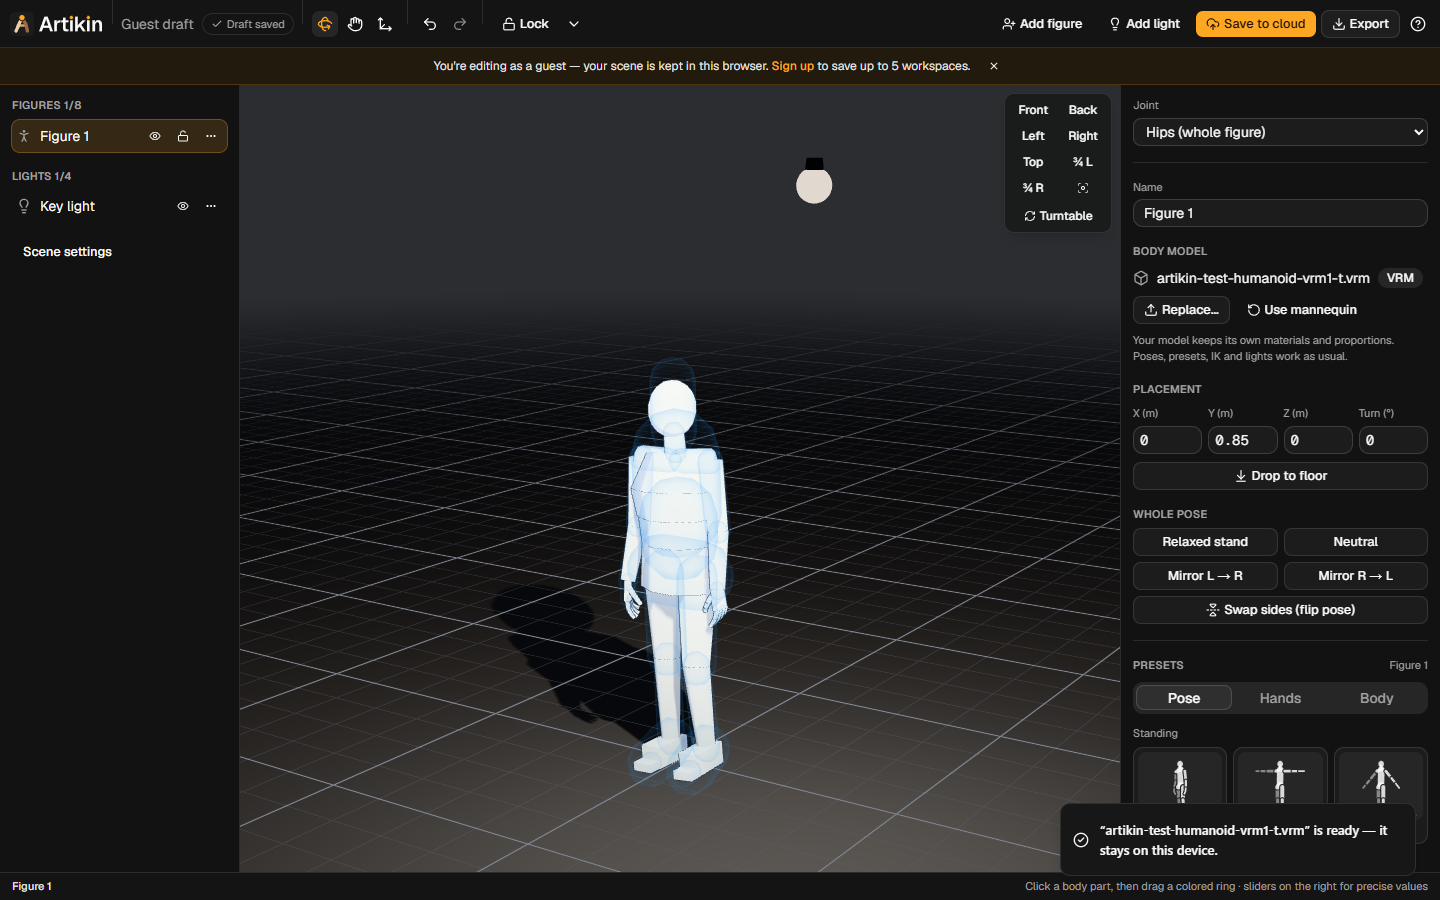 Artikin
Guest draft
Draft saved
Lock
Add figure
Add light
Save to cloud
Export
You're editing as a guest — your scene is kept in this browser. Sign up to save up to 5 workspaces.
FIGURES 1/8
Figure 1
LIGHTS 1/4
Key light
Scene settings
Front Back
Left Right
Top ¾ L
¾ R
Turntable
Joint
Hips (whole figure)
Name
Figure 1
BODY MODEL
artikin-test-humanoid-vrm1-t.vrm VRM
Replace... Use mannequin
Your model keeps its own materials and proportions.
Poses, presets, IK and lights work as usual.
PLACEMENT
X (m) Y (m) Z (m) Turn (°)
0 0.85 0 0
Drop to floor
WHOLE POSE
Relaxed stand Neutral
Mirror L → R Mirror R → L
Swap sides (flip pose)
PRESETS Figure 1
Pose Hands Body
Standing
“artikin-test-humanoid-vrm1-t.vrm” is ready — it
stays on this device.
Figure 1
Click a body part, then drag a colored ring · sliders on the right for precise values